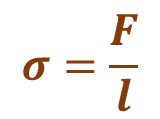 σ = F/l